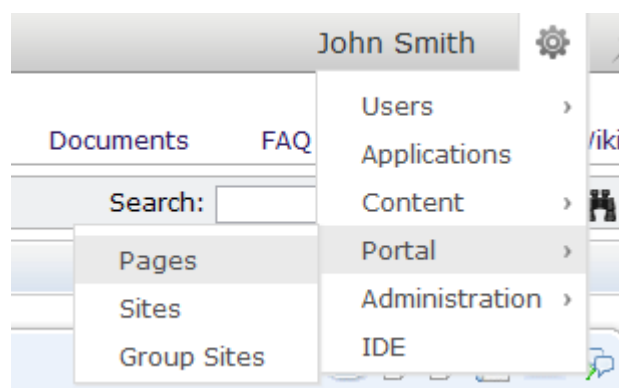 John Smith
Users
Documents FAQ
Applications
Search:
Content
Pages
Portal
Sites
Administration
Group Sites
IDE